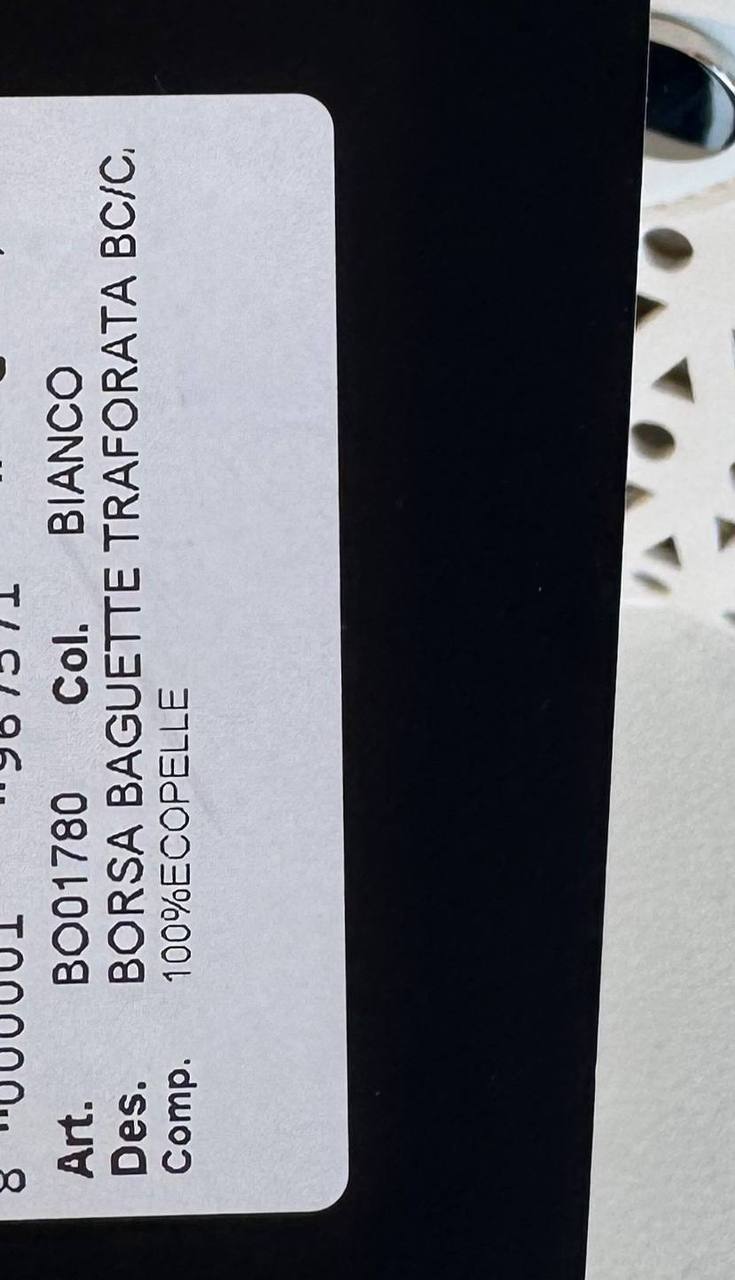 Art. BO01780 Col. BIANCO
Des. BORSA BAGUETTE TRAFORATA BC/C.
Comp. 100%ECOPELLE